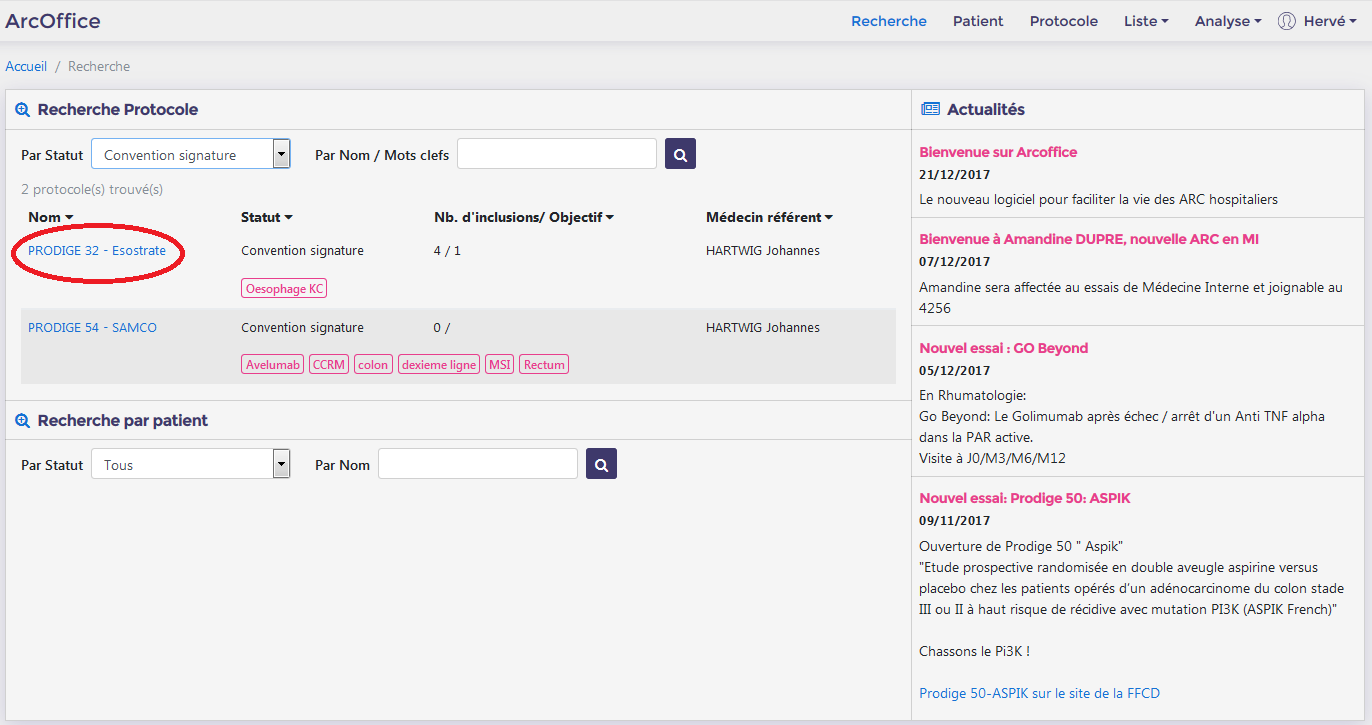 ArcOffice
Recherche Patient Protocole Liste Analyse Hervé
Accueil / Recherche
Recherche Protocole
Par Statut Convention signature Par Nom / Mots clefs
2 protocole(s) trouvé(s)
Nom Statut Nb. d'inclusions/ Objectif Médecin référent
PRODIGE 32 - Esostrate Convention signature 4 / 1 HARTWIG Johannes
Oesophage KC
PRODIGE 54 - SAMCO Convention signature 0 / HARTWIG Johannes
Avelumab CCRM colon dexieme ligne MSI Rectum
Recherche par patient
Par Statut Tous Par Nom
Actualités
Bienvenue sur Arcoffice
21/12/2017
Le nouveau logiciel pour faciliter la vie des ARC hospitaliers
Bienvenue à Amandine DUPRE, nouvelle ARC en MI
07/12/2017
Amandine sera affectée au essais de Médecine Interne et joignable au
4256
Nouvel essai : GO Beyond
05/12/2017
En Rhumatologie:
Go Beyond: Le Golimumab après échec / arrêt d'un Anti TNF alpha
dans la PAR active.
Visite à J0/M3/M6/M12
Nouvel essai: Prodige 50: ASPIK
09/11/2017
Ouverture de Prodige 50 " Aspik"
"Etude prospective randomisée en double aveugle aspirine versus
placebo chez les patients opérés d'un adénocarcinome du colon stade
III ou II à haut risque de récidive avec mutation PI3K (ASPIK French)"
Chassons le Pi3K !
Prodige 50-ASPIK sur le site de la FFCD